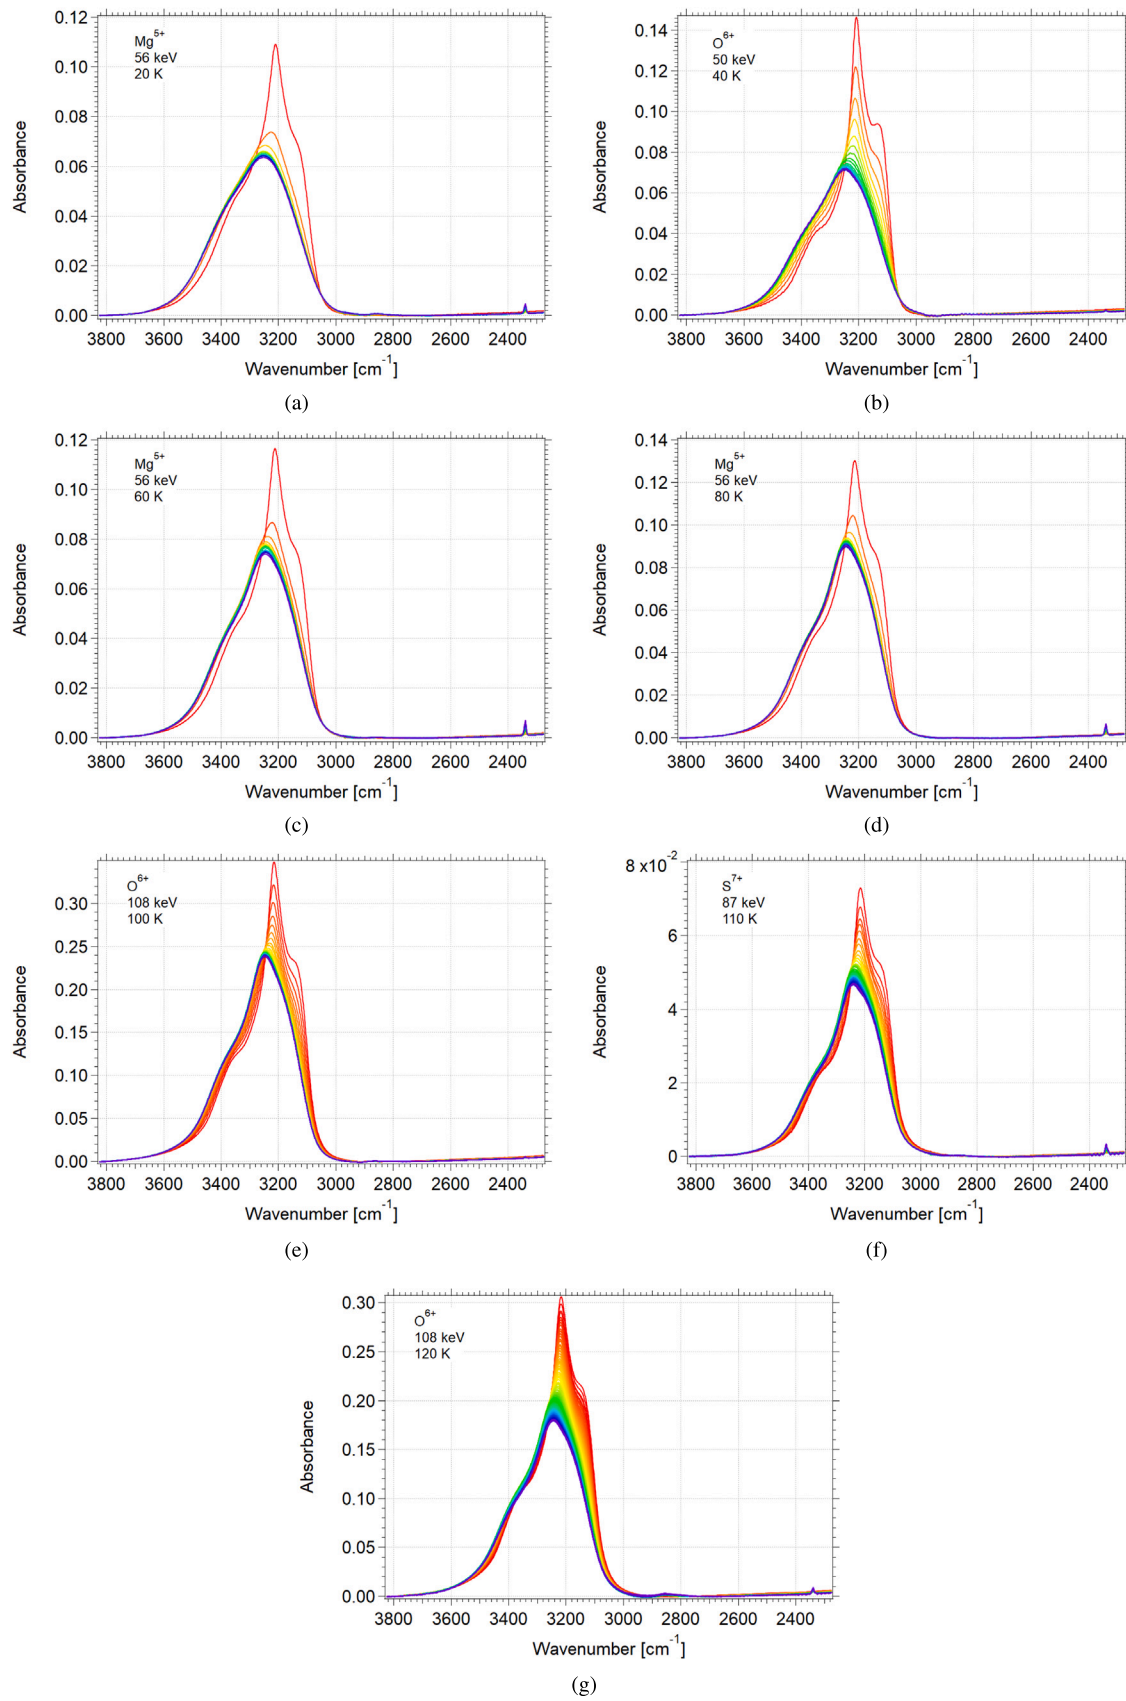 0.12
0.10
0.08
0.06
0.04
0.02
0.00
Absorbance
Mg5+
56 keV
20 K
3800 3600 3400 3200 3000 2800 2600 2400
Wavenumber [cm-1]
(a)
0.14
0.12
0.10
0.08
0.06
0.04
0.02
0.00
Absorbance
O6+
50 keV
40 K
3800 3600 3400 3200 3000 2800 2600 2400
Wavenumber [cm-1]
(b)
0.12
0.10
0.08
0.06
0.04
0.02
0.00
Absorbance
Mg5+
56 keV
60 K
3800 3600 3400 3200 3000 2800 2600 2400
Wavenumber [cm-1]
(c)
0.14
0.12
0.10
0.08
0.06
0.04
0.02
0.00
Absorbance
Mg5+
56 keV
80 K
3800 3600 3400 3200 3000 2800 2600 2400
Wavenumber [cm-1]
(d)
0.30
0.25
0.20
0.15
0.10
0.05
0.00
Absorbance
O6+
108 keV
100 K
3800 3600 3400 3200 3000 2800 2600 2400
Wavenumber [cm-1]
(e)
8 x10-2
6
4
2
0
Absorbance
S7+
87 keV
110 K
3800 3600 3400 3200 3000 2800 2600 2400
Wavenumber [cm-1]
(f)
0.30
0.25
0.20
0.15
0.10
0.05
0.00
Absorbance
O6+
108 keV
120 K
3800 3600 3400 3200 3000 2800 2600 2400
Wavenumber [cm-1]
(g)